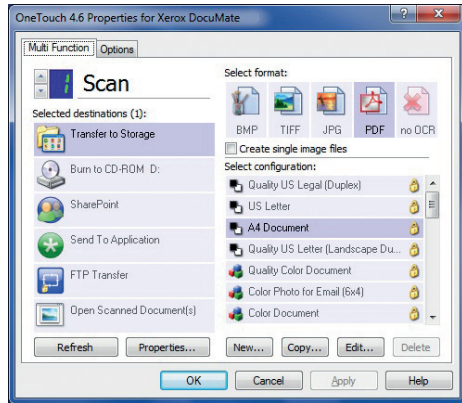 OneTouch 4.6 Properties for Xerox DocuMate
Multi Function
Options
1
Scan
Selected destinations (1):
Transfer to Storage
Burn to CD-ROM D:
SharePoint
Send To Application
FTP Transfer
Open Scanned Document(s)
Refresh
Properties...
Select format:
BMP TIFF JPG PDF no OCR
Create single image files
Select configuration:
Quality US Legal (Duplex)
US Letter
A4 Document
Quality US Letter (Landscape Du...
Quality Color Document
Color Photo for Email (6x4)
Color Document
New... Copy... Edit... Delete
OK Cancel Apply Help